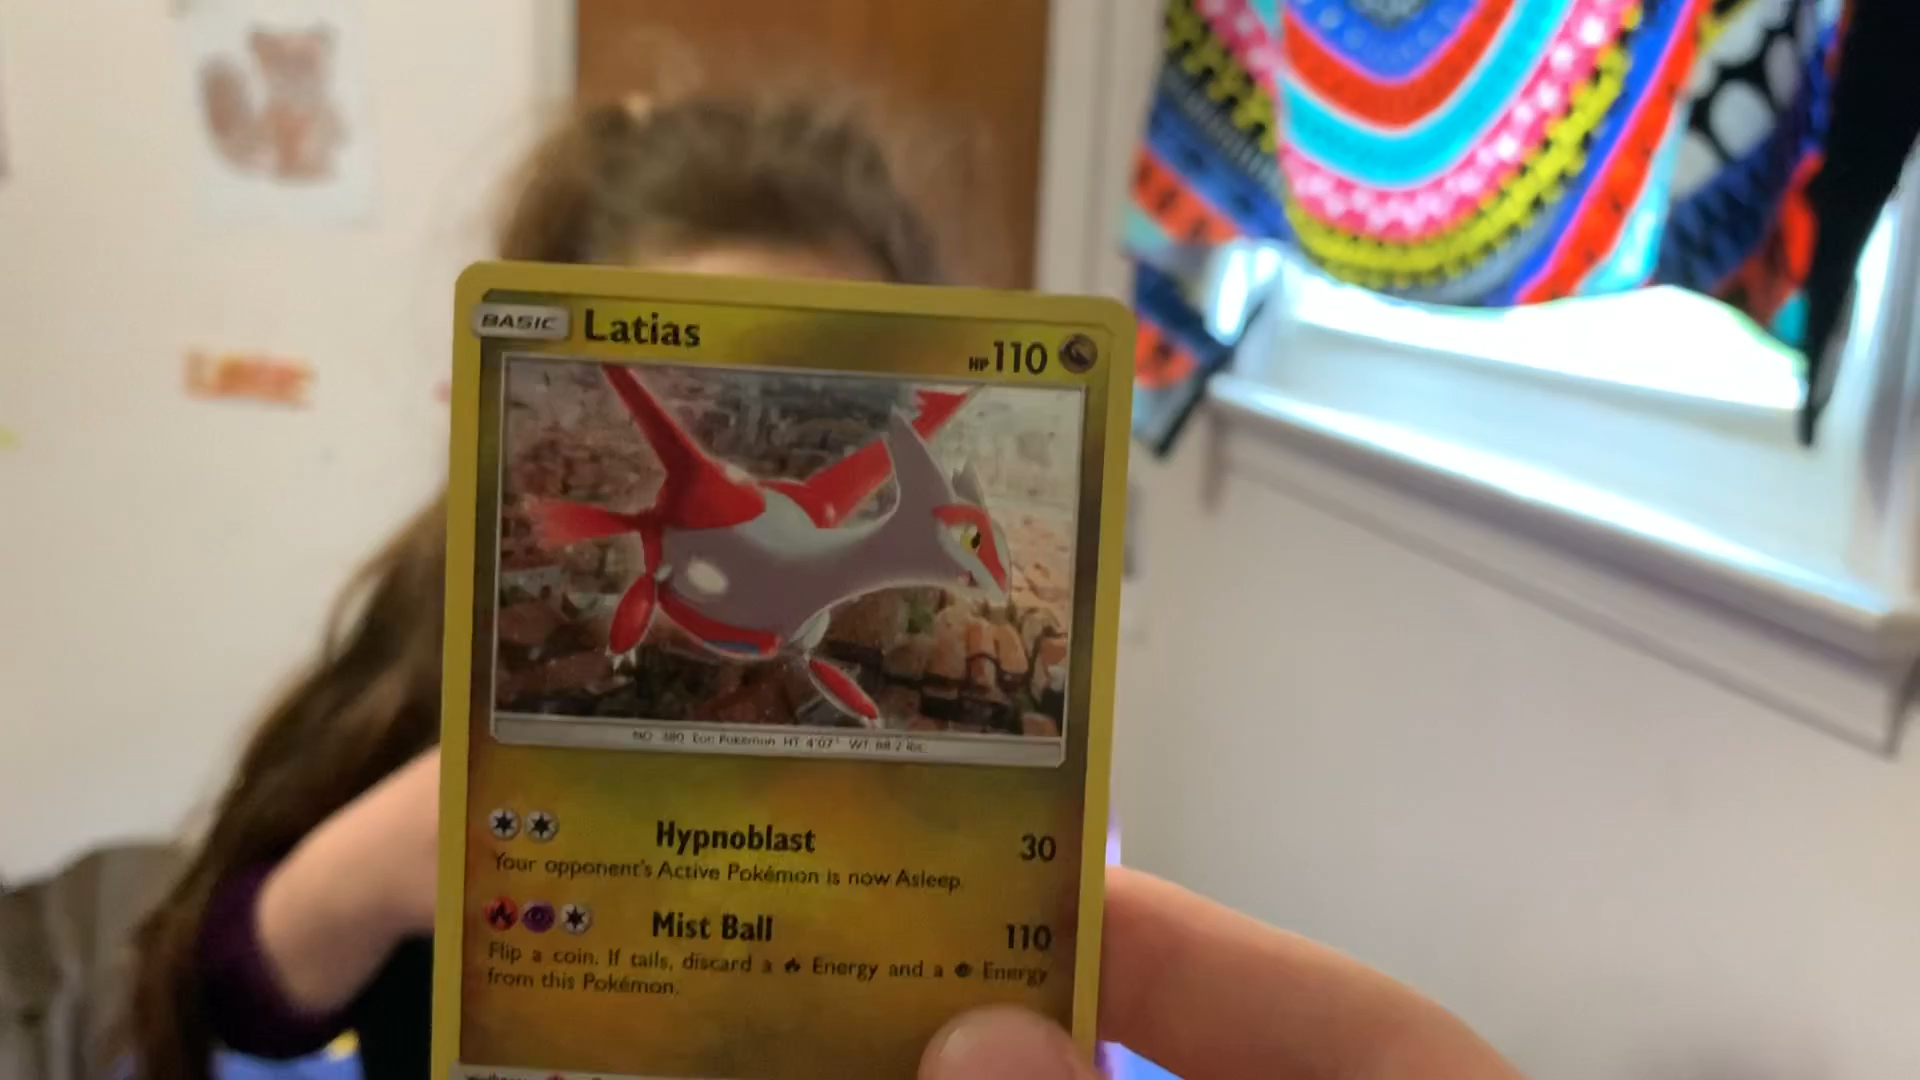 BASIC Latias HP 110
NO. 380 Eon Pokémon HT: 4'07" WT: 88.2 lbs.
Hypnoblast 30
Your opponent's Active Pokémon is now Asleep.
Mist Ball 110
Flip a coin. If tails, discard a Energy and a Energy
from this Pokémon.